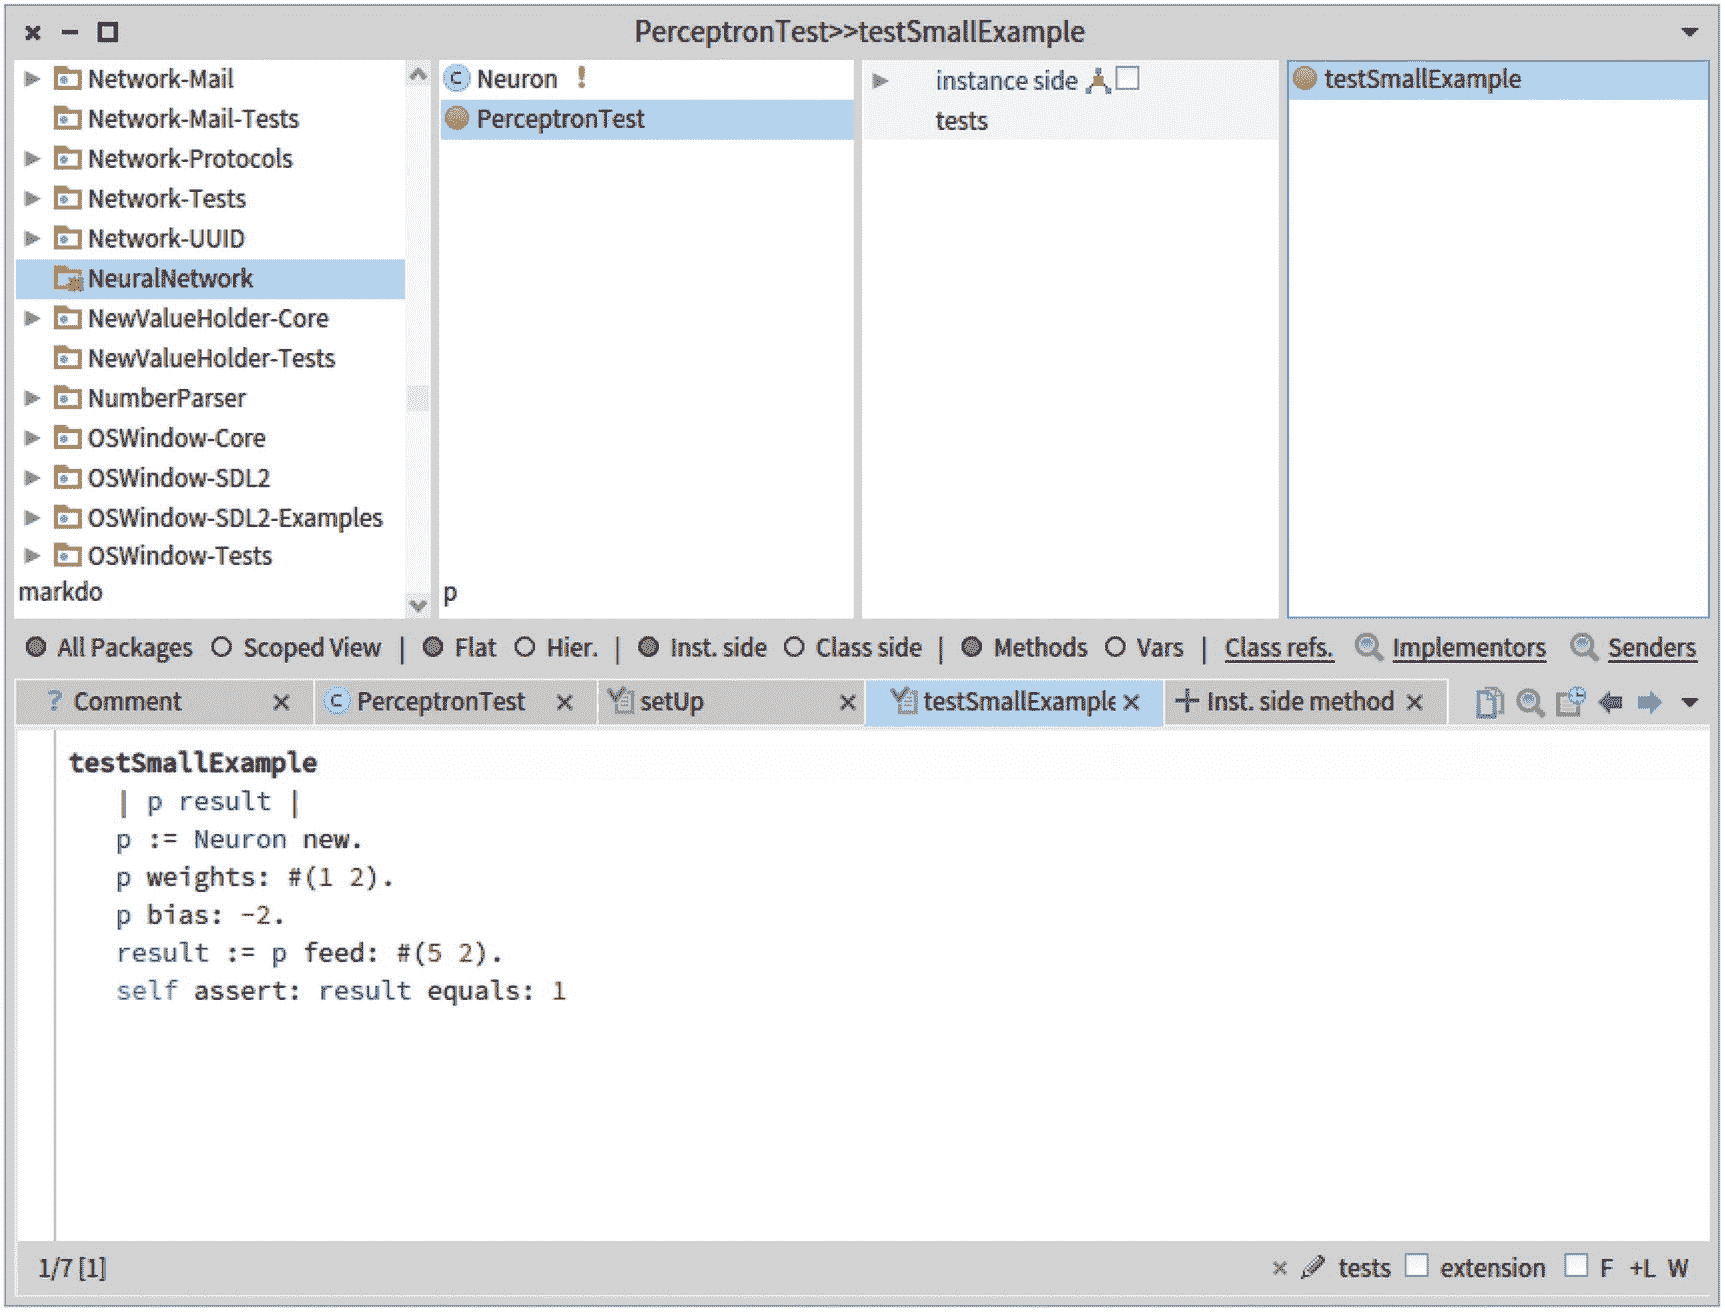 PerceptronTest>>testSmallExample
Network-Mail
Network-Mail-Tests
Network-Protocols
Network-Tests
Network-UUID
NeuralNetwork
NewValueHolder-Core
NewValueHolder-Tests
NumberParser
OSWindow-Core
OSWindow-SDL2
OSWindow-SDL2-Examples
OSWindow-Tests
markdo
C Neuron !
PerceptronTest
p
instance side
tests
testSmallExample
All Packages Scoped View | Flat Hier. | Inst. side Class side | Methods Vars | Class refs. Implementors Senders
? Comment C PerceptronTest setUp testSmallExample + Inst. side method
testSmallExample
| p result |
p := Neuron new.
p weights: #(1 2).
p bias: -2.
result := p feed: #(5 2).
self assert: result equals: 1
1/7 [1] tests extension F +L W